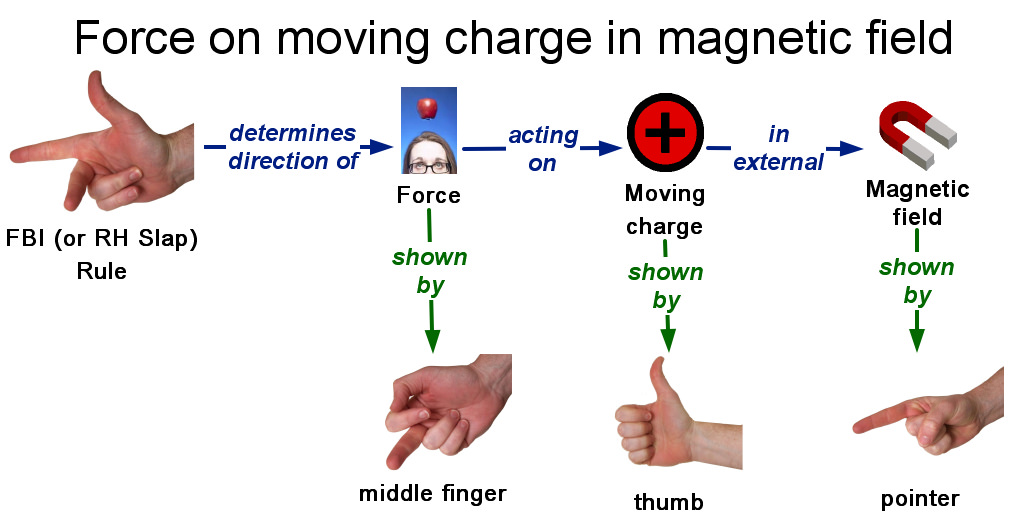 Force on moving charge in magnetic field
FBI (or RH Slap)
Rule
determines
direction of
Force
acting
on
Moving
charge
in
external
Magnetic
field
shown
by
shown
by
shown
by
middle finger
thumb
pointer